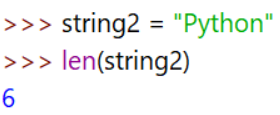 >>> string2 = "Python"
>>> len(string2)
6